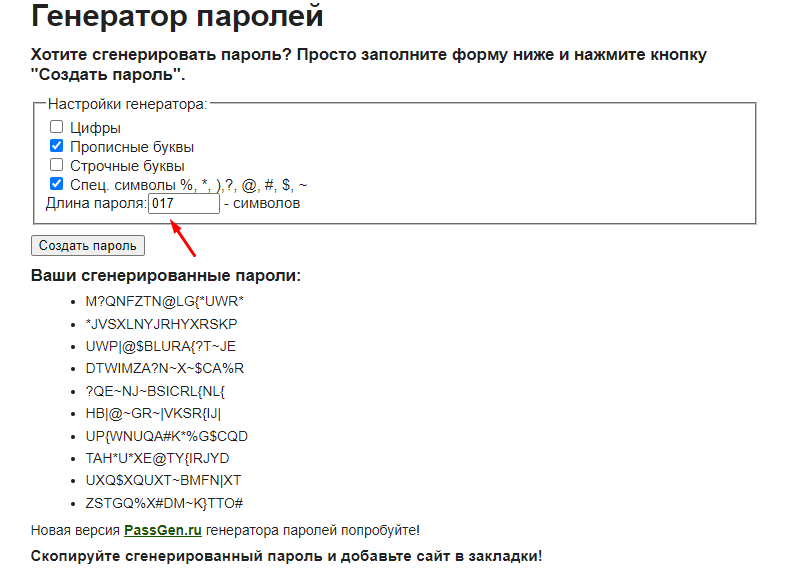 Генератор паролей
Хотите сгенерировать пароль? Просто заполните форму ниже и нажмите кнопку
"Создать пароль".
Настройки генератора:
Цифры
Прописные буквы
Строчные буквы
Спец. символы %, *, ),?, @, #, $, ~
Длина пароля: 017 - символов
Создать пароль
Ваши сгенерированные пароли:
M?QNFZTN@LG{*UWR*
*JVSXLNYJRHYXRSKP
UWP|@$BLURA{?T~JE
DTWIMZA?N~X~$CA%R
?QE~NJ~BSICRL{NL{
HB|@~GR~|VKSR{IJ|
UP{WNUQA#K*%G$CQD
TAH*U*XE@TY{IRJYD
UXQ$XQUXT~BMFN|XT
ZSTGQ%X#DM~K}TTO#
Новая версия PassGen.ru генератора паролей попробуйте!
Скопируйте сгенерированный пароль и добавьте сайт в закладки!